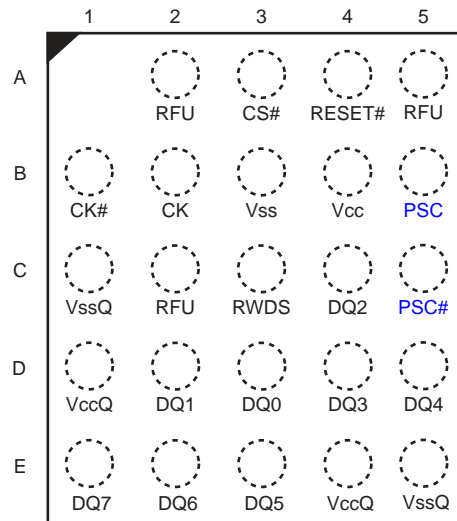 1 2 3 4 5
A
RFU CS# RESET# RFU
B
CK# CK Vss Vcc PSC
C
VssQ RFU RWDS DQ2 PSC#
D
VccQ DQ1 DQ0 DQ3 DQ4
E
DQ7 DQ6 DQ5 VccQ VssQ